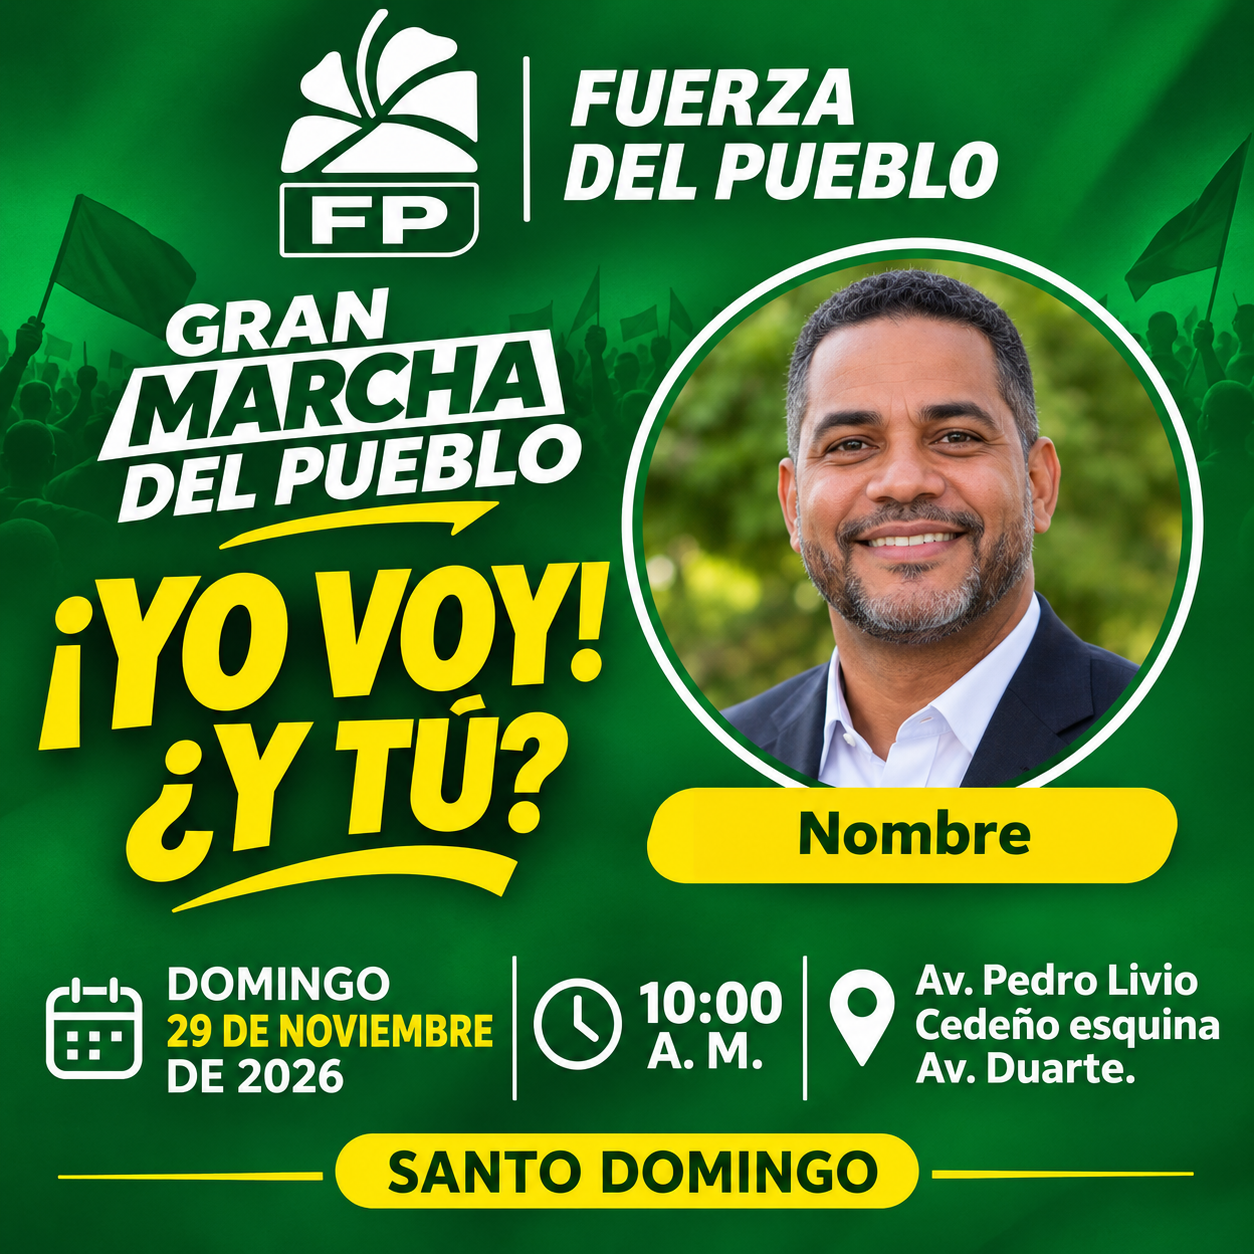 FP
FUERZA
DEL PUEBLO
GRAN
MARCHA
DEL PUEBLO
¡YO VOY!
¿Y TÚ?
Nombre
DOMINGO
29 DE NOVIEMBRE
DE 2026
10:00
A. M.
Av. Pedro Livio
Cedeño esquina
Av. Duarte.
SANTO DOMINGO